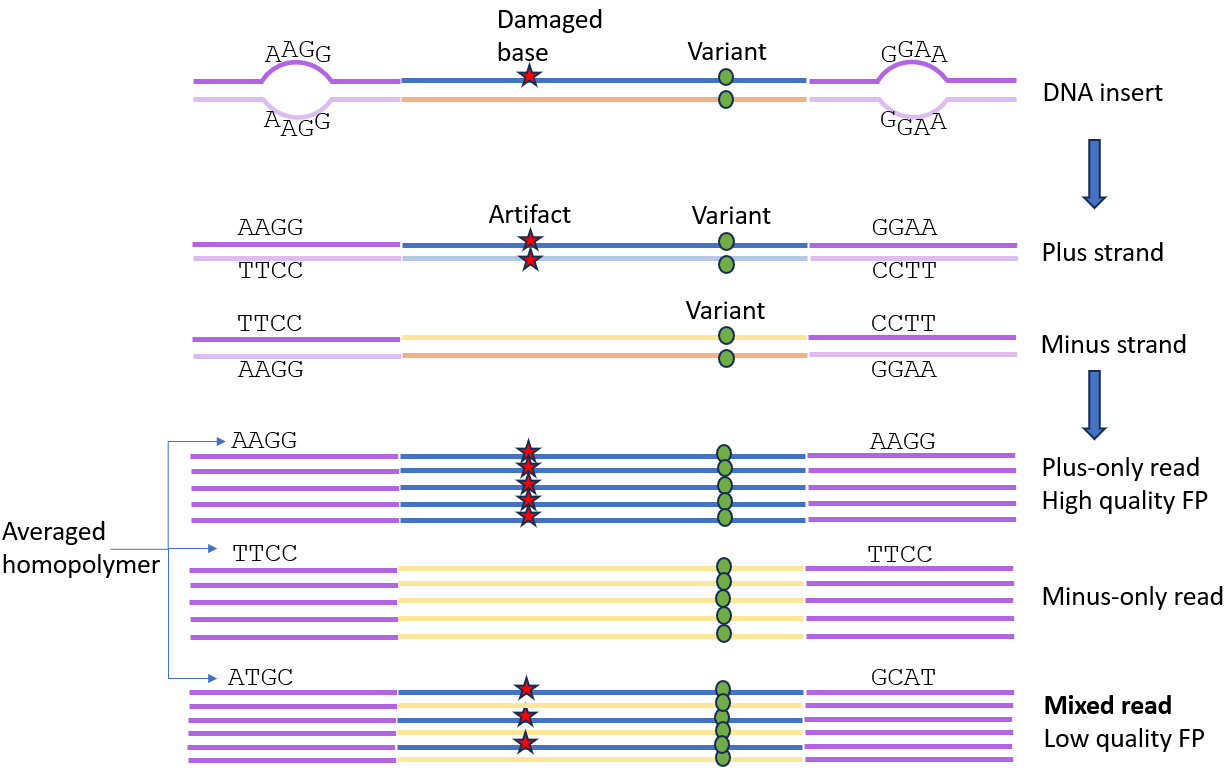 Damaged
base
Variant
AAGG
GGAA
DNA insert
AAGG
GGAA
Artifact
Variant
AAGG
GGAA
Plus strand
TTCC
CCTT
Variant
TTCC
CCTT
Minus strand
AAGG
GGAA
AAGG
AAGG
Plus-only read
High quality FP
Averaged
homopolymer
TTCC
TTCC
Minus-only read
ATGC
GCAT
Mixed read
Low quality FP